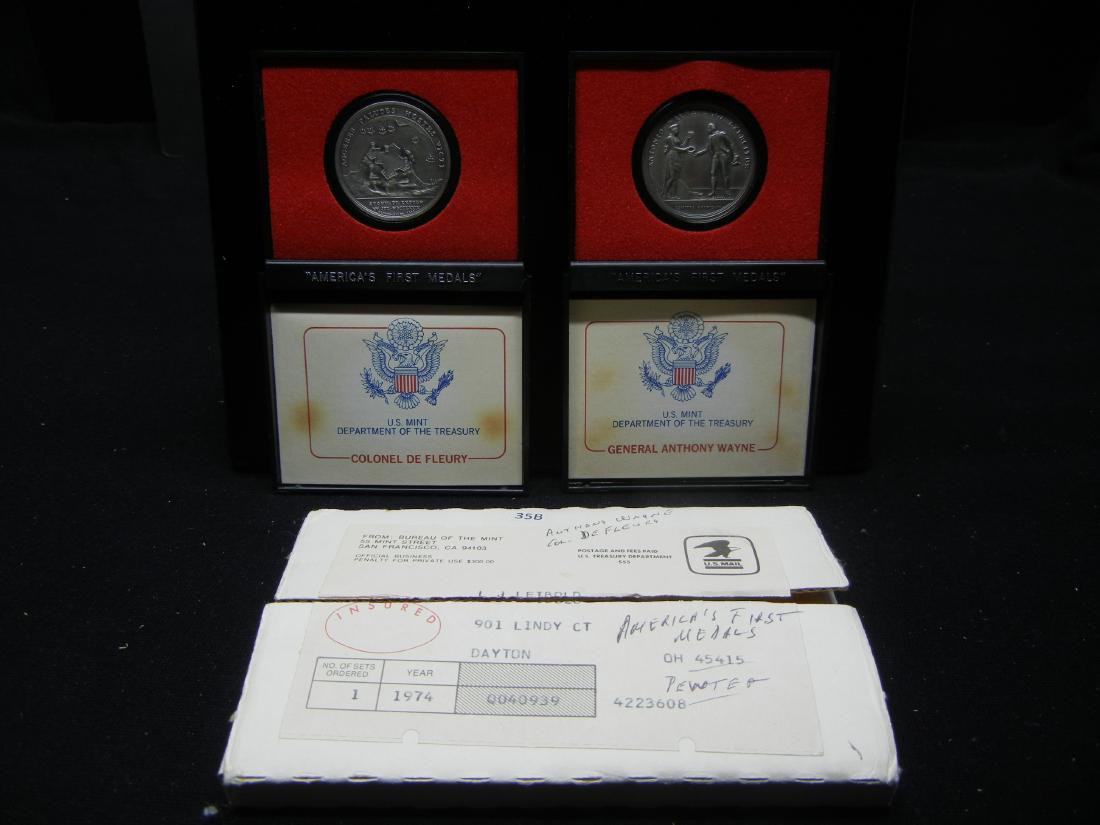 "AMERICA'S FIRST MEDALS"
U.S. MINT
DEPARTMENT OF THE TREASURY
COLONEL DE FLEURY
"AMERICA'S FIRST MEDALS"
U.S. MINT
DEPARTMENT OF THE TREASURY
GENERAL ANTHONY WAYNE
35B
FROM: BUREAU OF THE MINT
55 MINT STREET
SAN FRANCISCO, CA 94103
OFFICIAL BUSINESS
PENALTY FOR PRIVATE USE $300.00
ANTHONY WAYNE
COL. DE FLEURY
POSTAGE AND FEES PAID
U.S. TREASURY DEPARTMENT
U.S. MAIL
L J LEIBOLD
INSURED
901 LINDY CT
DAYTON
OH 45415
4223608
AMERICA'S FIRST
MEDALS
PEWTER
NO. OF SETS
ORDERED
YEAR
1 1974 0040939